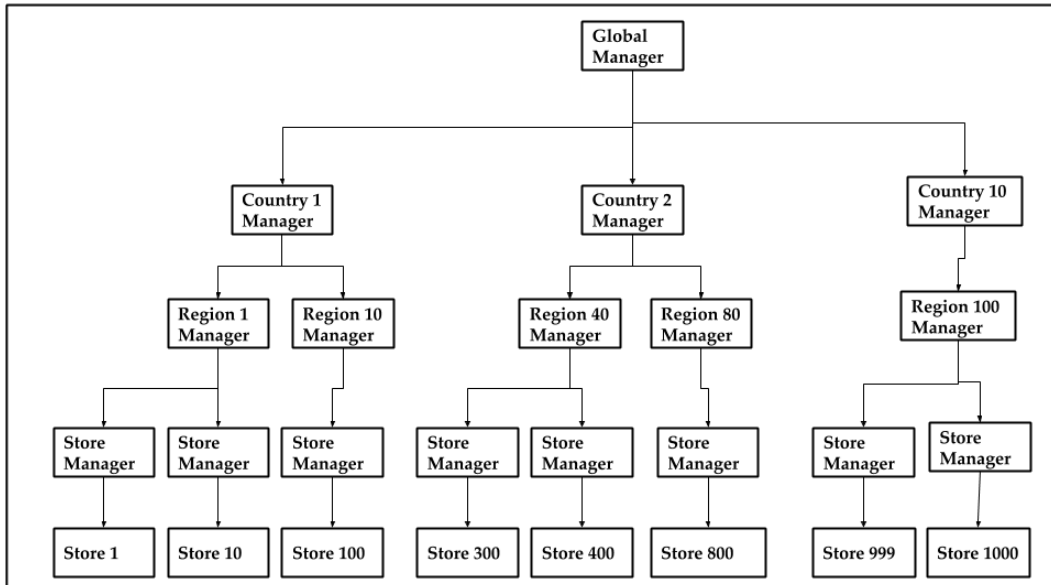 Global
Manager
Country 1
Manager
Country 2
Manager
Country 10
Manager
Region 1
Manager
Region 10
Manager
Region 40
Manager
Region 80
Manager
Region 100
Manager
Store
Manager
Store
Manager
Store
Manager
Store
Manager
Store
Manager
Store
Manager
Store
Manager
Store
Manager
Store 1
Store 10
Store 100
Store 300
Store 400
Store 800
Store 999
Store 1000